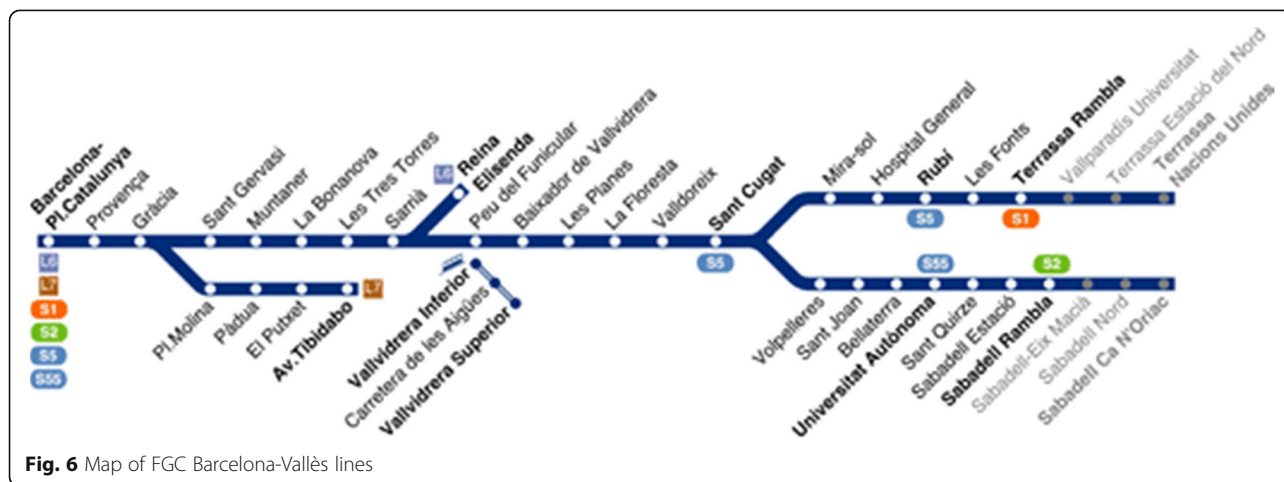 Barcelona-
Pl.Catalunya
Provença
Gràcia
Sant Gervasi
Muntaner
La Bonanova
Les Tres Torres
Sarrià
L6
Reina
Elisenda
Peu del Funicular
Baixador de Vallvidrera
Les Planes
La Floresta
Valldoreix
Sant Cugat
Mira-sol
Hospital General
Rubí
Les Fonts
Terrassa Rambla
Vallparadís Universitat
Terrassa Estació del Nord
Terrassa
Nacions Unides
S5
S1
L6
L7
S1
S2
S5
S55
Pl.Molina
Pàdua
El Putxet
Av.Tibidabo
L7
Vallvidrera Inferior
Carretera de les Aigües
Vallvidrera Superior
S5
S55
S2
Volpelleres
Sant Joan
Bellaterra
Universitat Autònoma
Sant Quirze
Sabadell Estació
Sabadell Rambla
Sabadell-Eix Macià
Sabadell Nord
Sabadell Ca N'Oriac
Fig. 6 Map of FGC Barcelona-Vallès lines